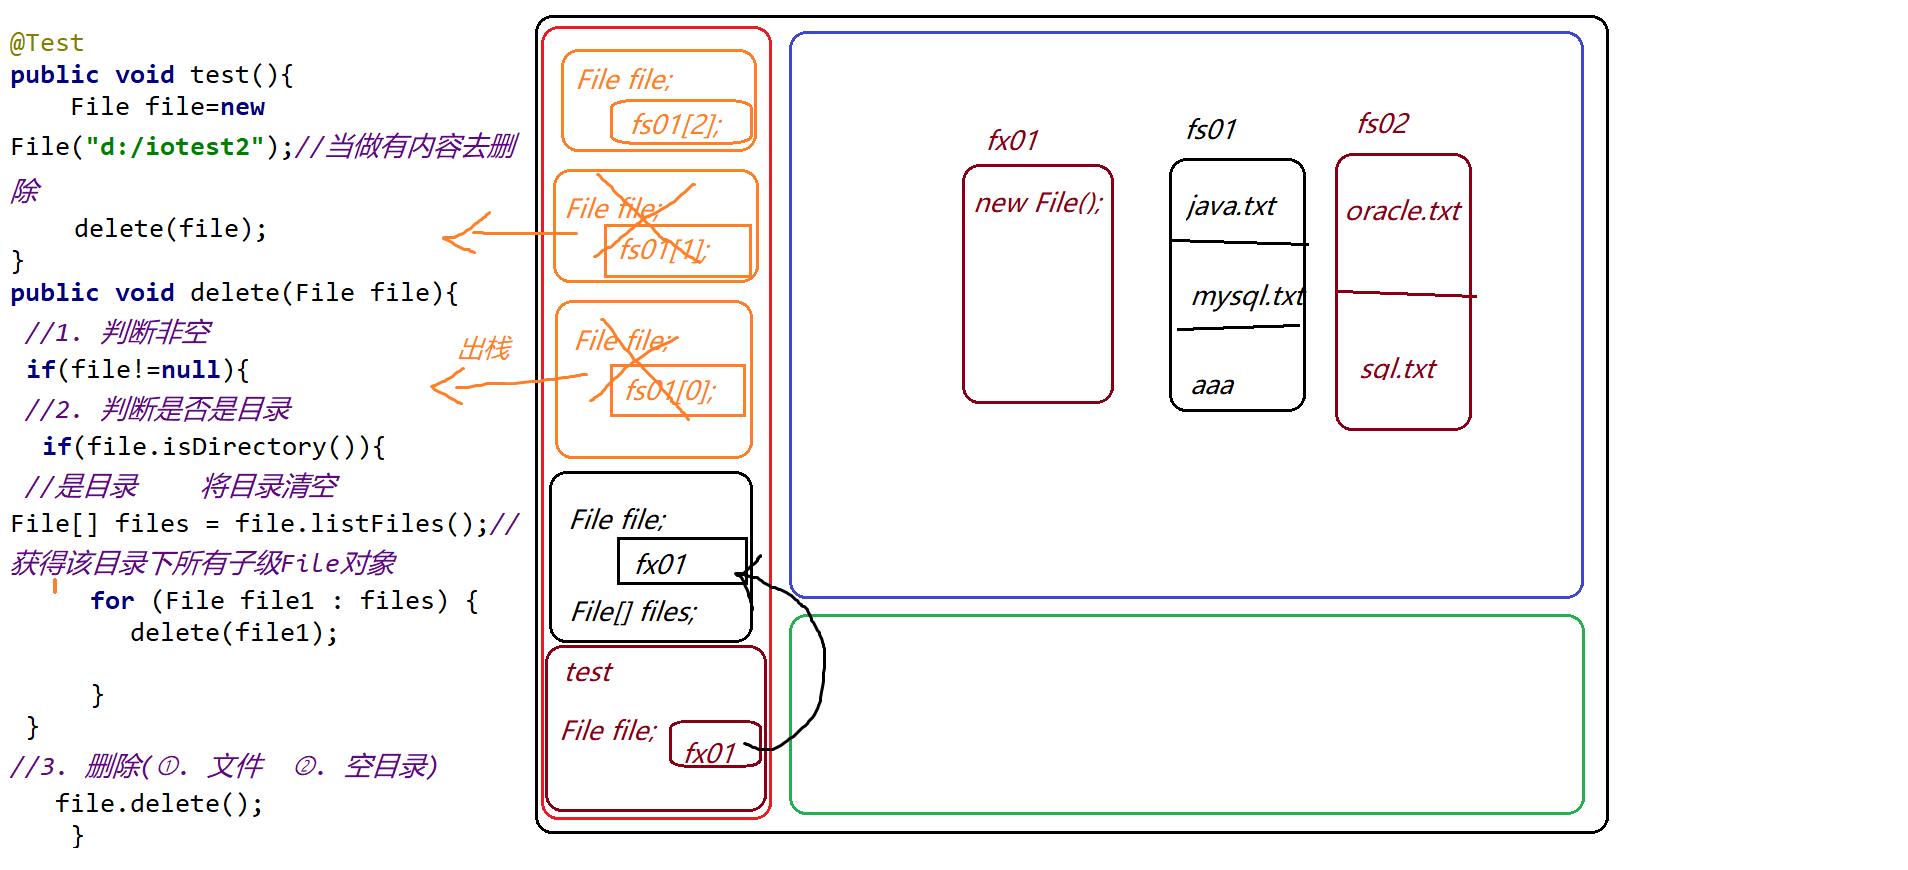 @Test
public void test(){
File file=new
File("d:/iotest2");//当做有内容去删
除
delete(file);
}
public void delete(File file){
//1. 判断非空
if(file!=null){
//2. 判断是否是目录
if(file.isDirectory()){
//是目录 将目录清空
File[] files = file.listFiles();//
获得该目录下所有子级File对象
for (File file1 : files) {
delete(file1);
}
}
//3. 删除(①. 文件 ②. 空目录)
file.delete();
}
File file;
fs01[2];
File file;
fs01[1];
出栈
File file;
fs01[0];
File file;
fx01
File[] files;
test
File file;
fx01
fx01
new File();
fs01
java.txt
mysql.txt
aaa
fs02
oracle.txt
sql.txt